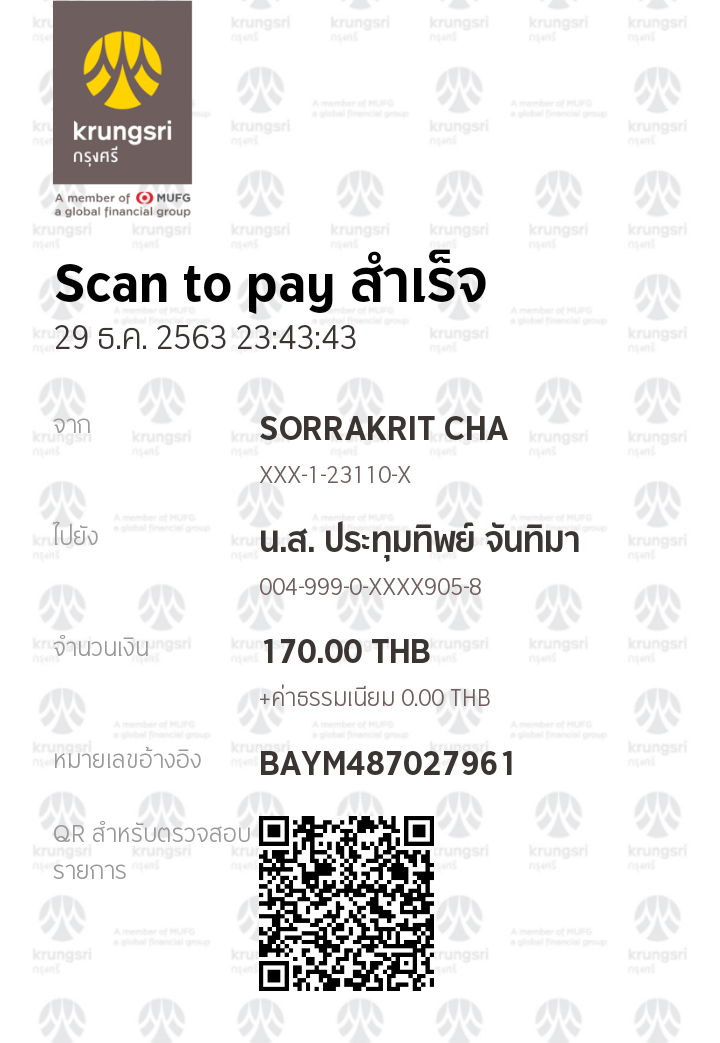 krungsri
กรุงศรี
A member of MUFG
a global financial group
Scan to pay สำเร็จ
29 ธ.ค. 2563 23:43:43
จาก
SORRAKRIT CHA
XXX-1-23110-X
ไปยัง
น.ส. ประทุมทิพย์ จันทิมา
004-999-0-XXXX905-8
จำนวนเงิน
170.00 THB
+ค่าธรรมเนียม 0.00 THB
หมายเลขอ้างอิง
BAYM487027961
QR สำหรับตรวจสอบ
รายการ